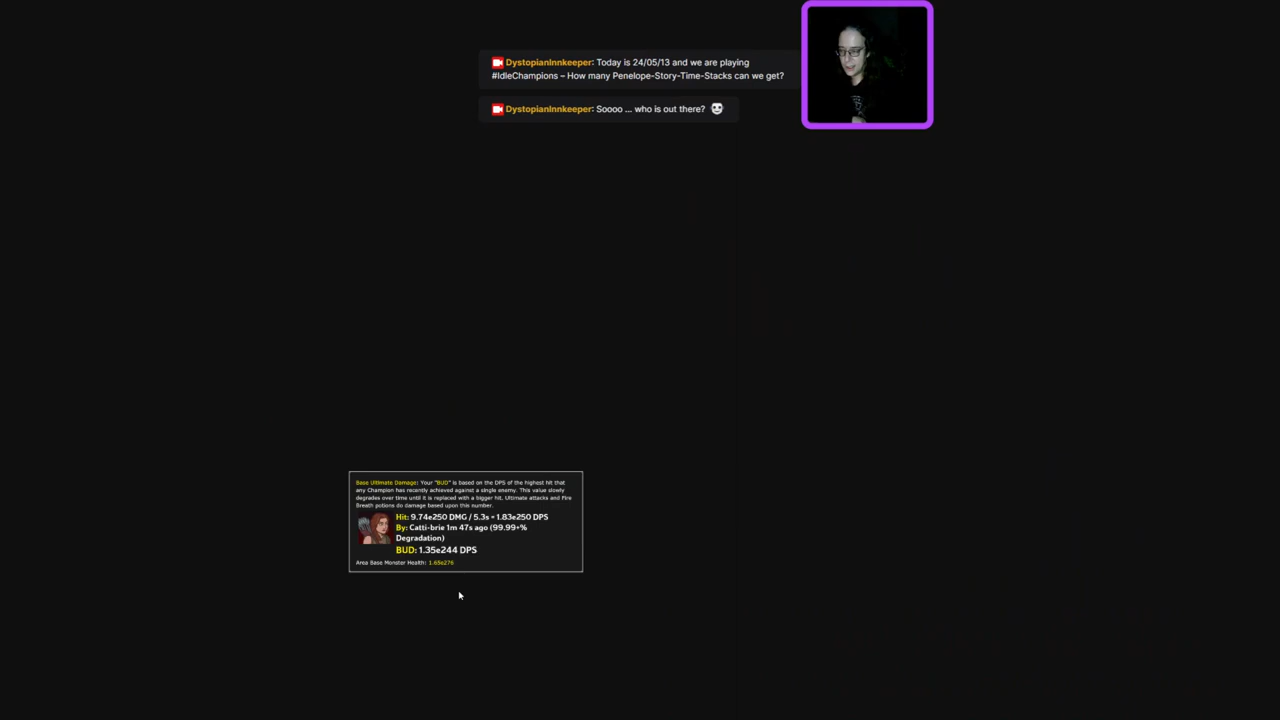 DystopianInnkeeper: Today is 24/05/13 and we are playing
#IdleChampions – How many Penelope-Story-Time-Stacks can we get?
DystopianInnkeeper: Soooo ... who is out there?
Base Ultimate Damage: Your "BUD" is based on the DPS of the highest hit that
any Champion has recently achieved against a single enemy. This value slowly
degrades over time until it is replaced with a bigger hit. Ultimate attacks and Fire
Breath potions do damage based upon this number.
Hit: 9.74e250 DMG / 5.3s = 1.83e250 DPS
By: Catti-brie 1m 47s ago (99.99+%
Degradation)
BUD: 1.35e244 DPS
Area Base Monster Health: 1.65e276